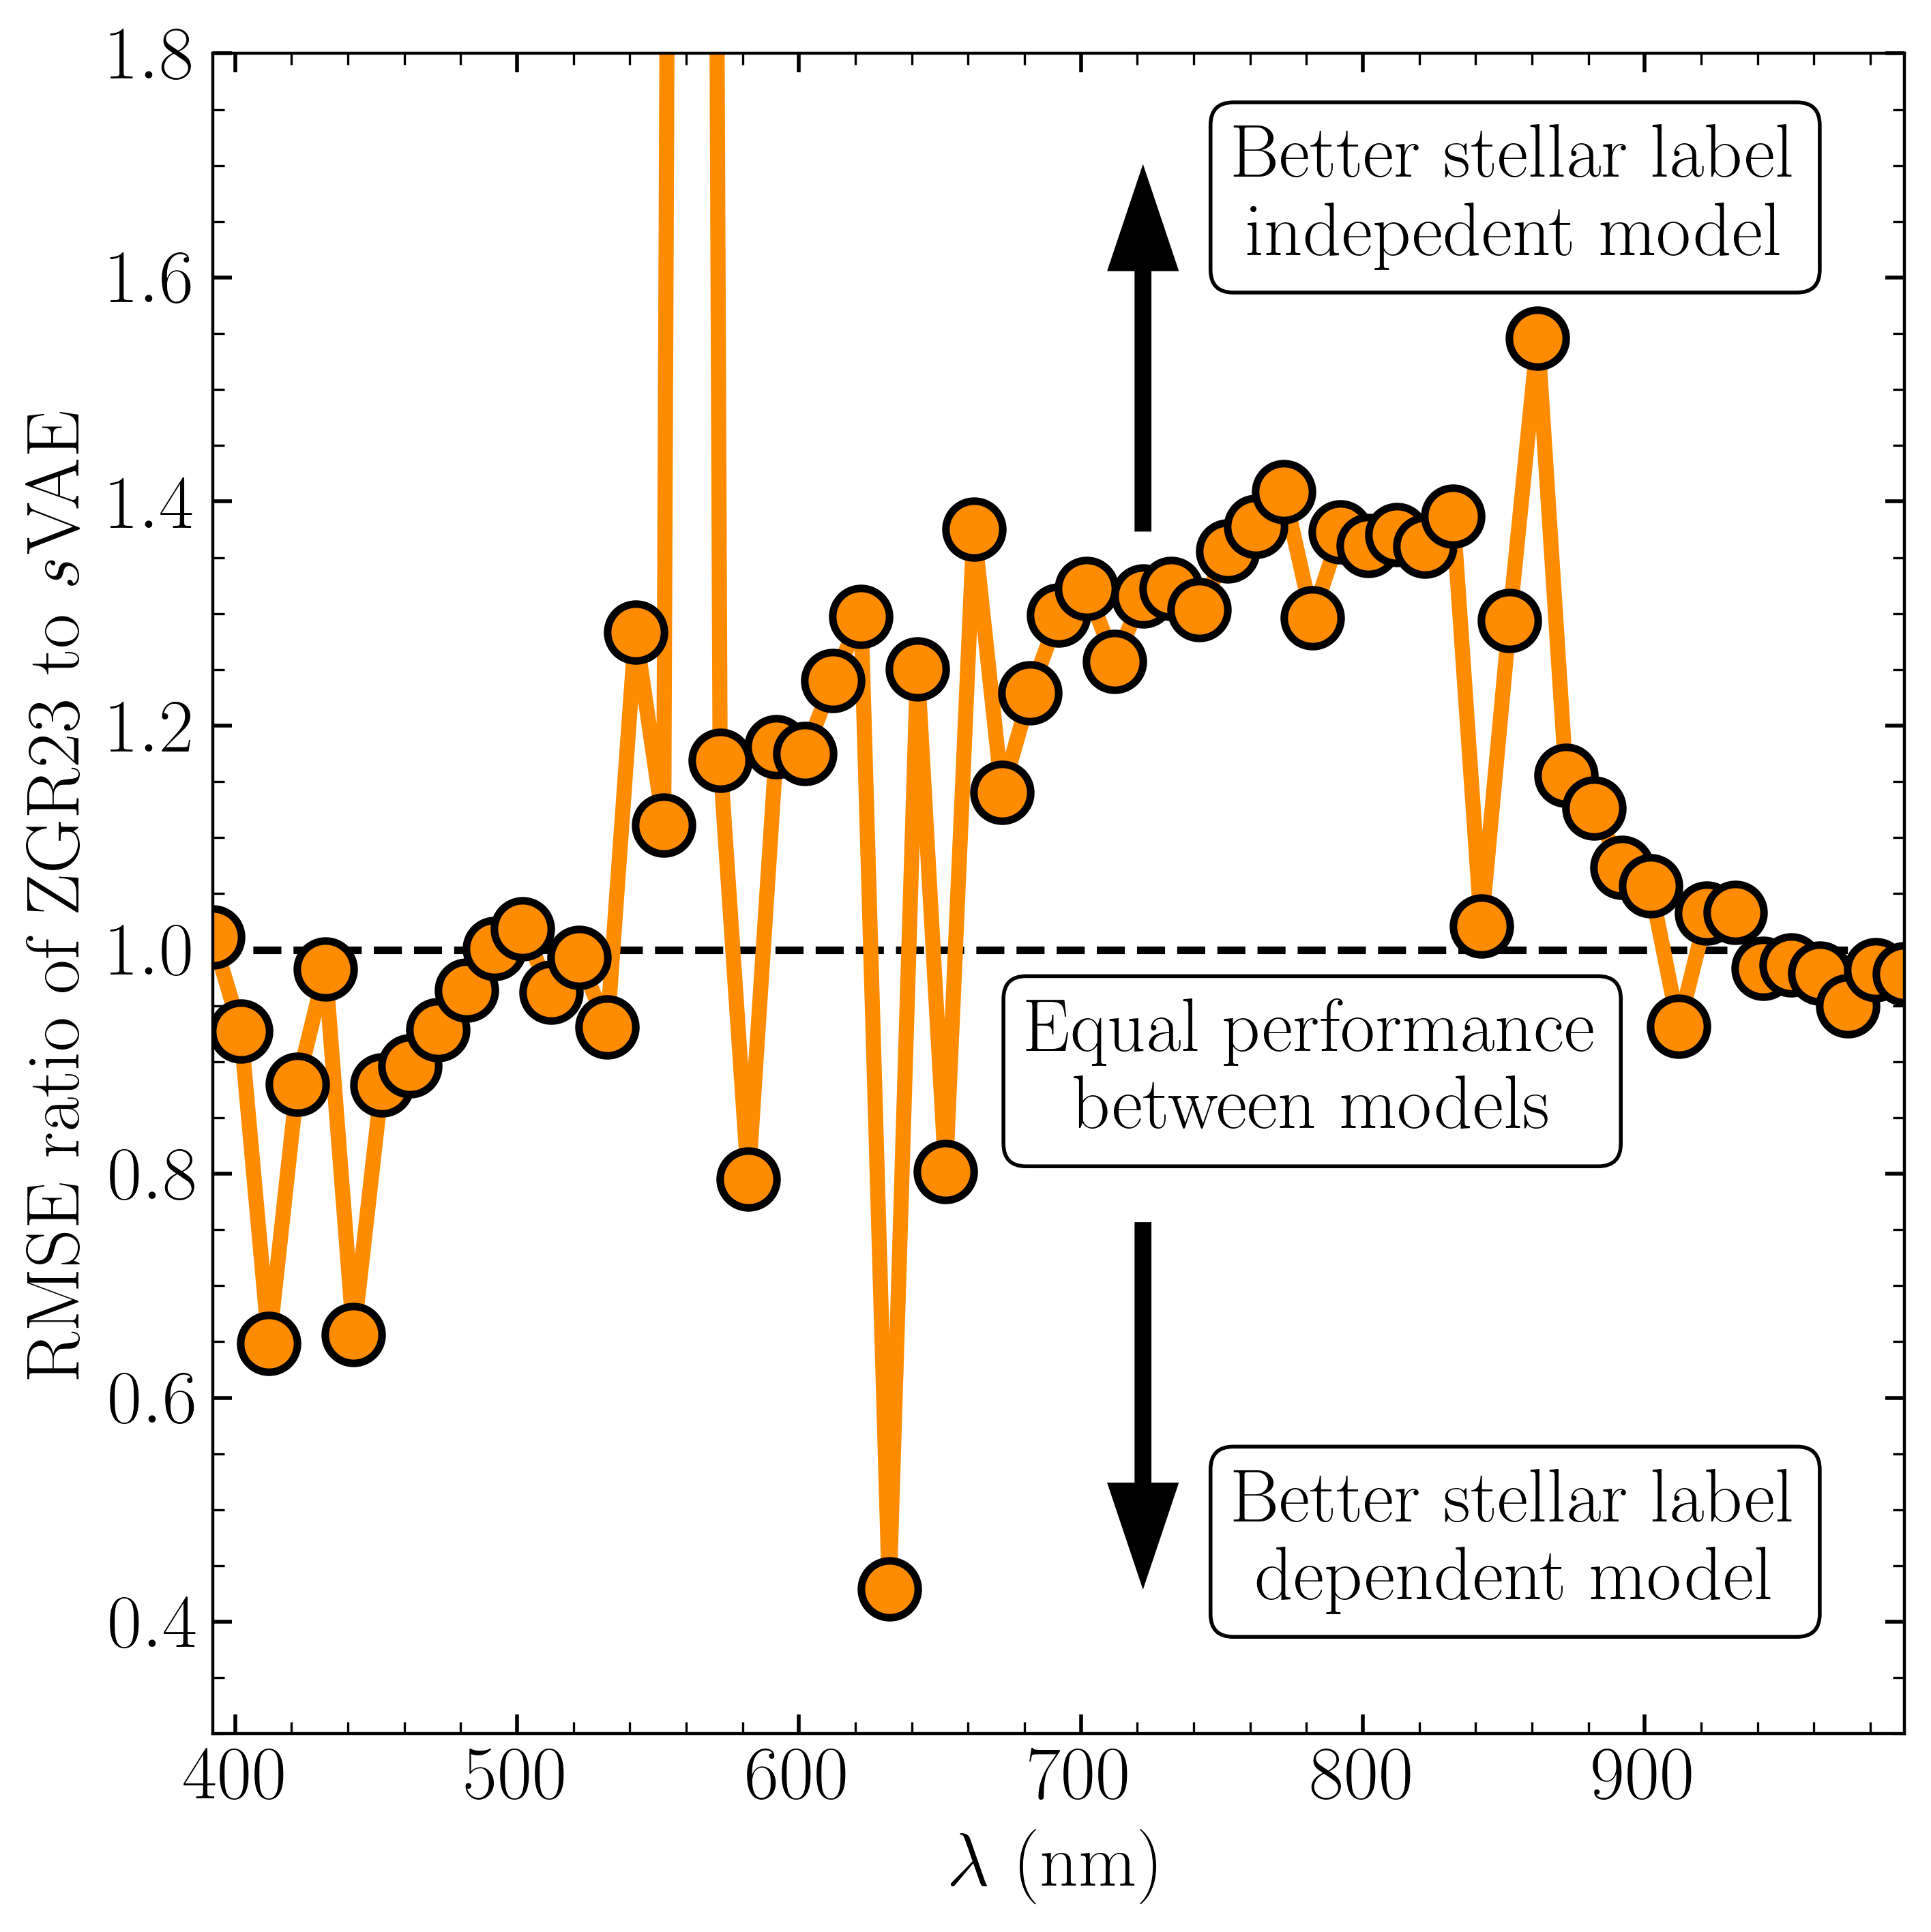 1.8
1.6
1.4
1.2
1.0
0.8
0.6
0.4
RMSE ratio of ZGR23 to sVAE
Better stellar label
indepedent model
Equal performance
between models
Better stellar label
dependent model
400 500 600 700 800 900
λ (nm)